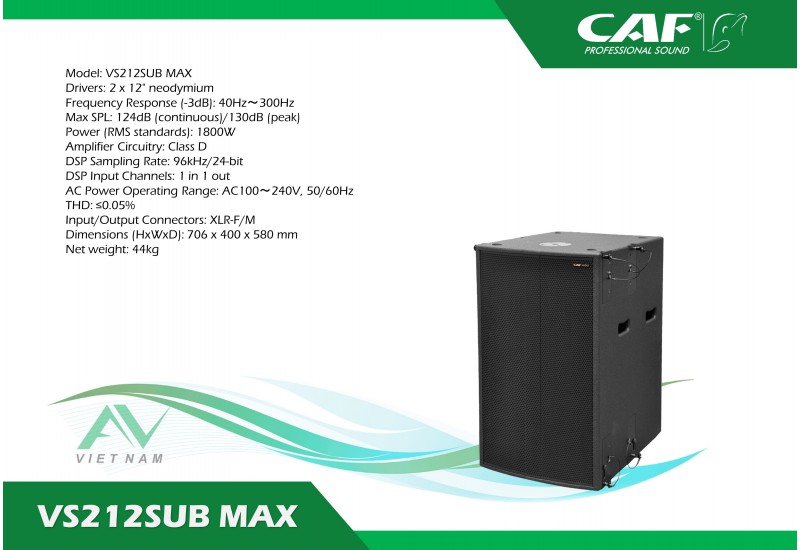 CAF®
PROFESSIONAL SOUND
Model: VS212SUB MAX
Drivers: 2 x 12" neodymium
Frequency Response (-3dB): 40Hz～300Hz
Max SPL: 124dB (continuous)/130dB (peak)
Power (RMS standards): 1800W
Amplifier Circuitry: Class D
DSP Sampling Rate: 96kHz/24-bit
DSP Input Channels: 1 in 1 out
AC Power Operating Range: AC100～240V, 50/60Hz
THD: ≤0.05%
Input/Output Connectors: XLR-F/M
Dimensions (HxWxD): 706 x 400 x 580 mm
Net weight: 44kg
AV
VIET NAM
VS212SUB MAX